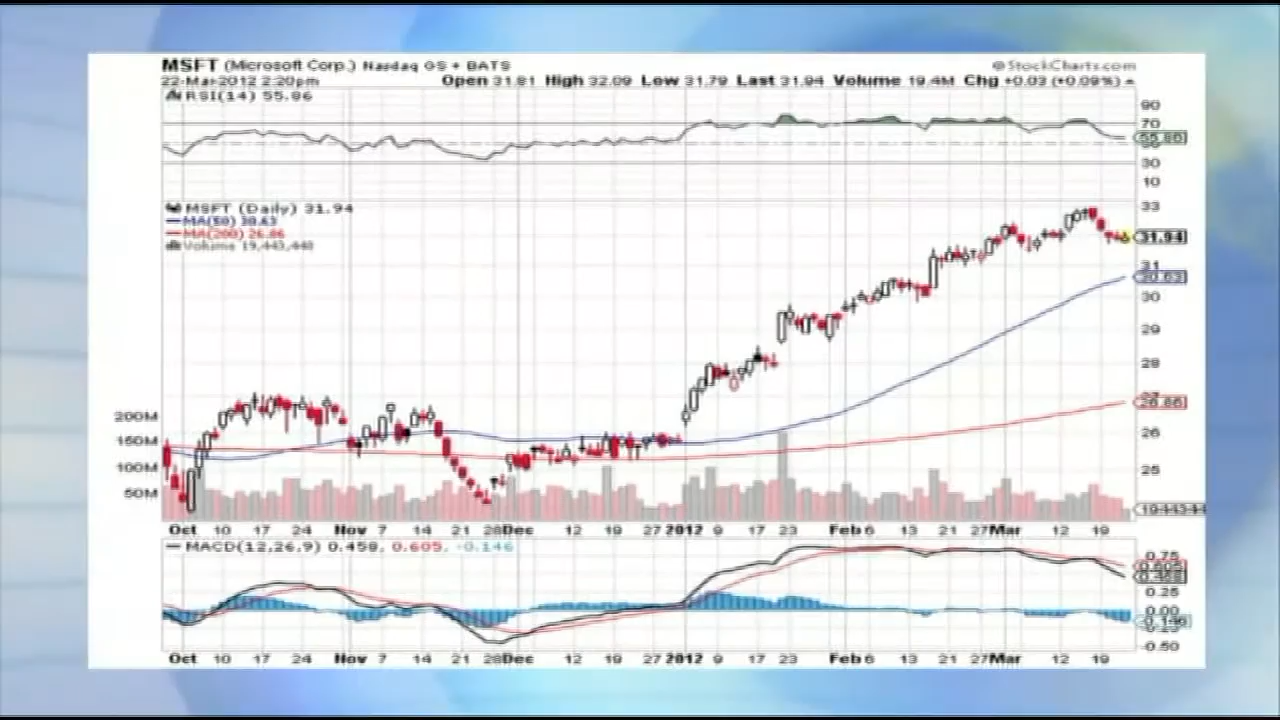 MSFT (Microsoft Corp.) Nasdaq GS + BATS
©StockCharts.com
22-Mar-2012 2:20pm
Open 31.81 High 32.09 Low 31.79 Last 31.94 Volume 19.4M Chg +0.03 (+0.09%)
RSI(14) 55.86
90
70
55.86
50
30
10
MSFT (Daily) 31.94
MA(50) 30.63
MA(200) 26.86
Volume 19,443,448
33
31.94
31
30.63
30
29
28
27
26.86
26
25
200M
150M
100M
50M
Oct 10 17 24 Nov 7 14 21 28 Dec 12 19 27 2012 9 17 23 Feb 6 13 21 27 Mar 12 19
MACD(12,26,9) 0.458, 0.605, -0.146
0.75
0.605
0.458
0.25
0.00
-0.146
-0.25
-0.50
Oct 10 17 24 Nov 7 14 21 28 Dec 12 19 27 2012 9 17 23 Feb 6 13 21 27 Mar 12 19